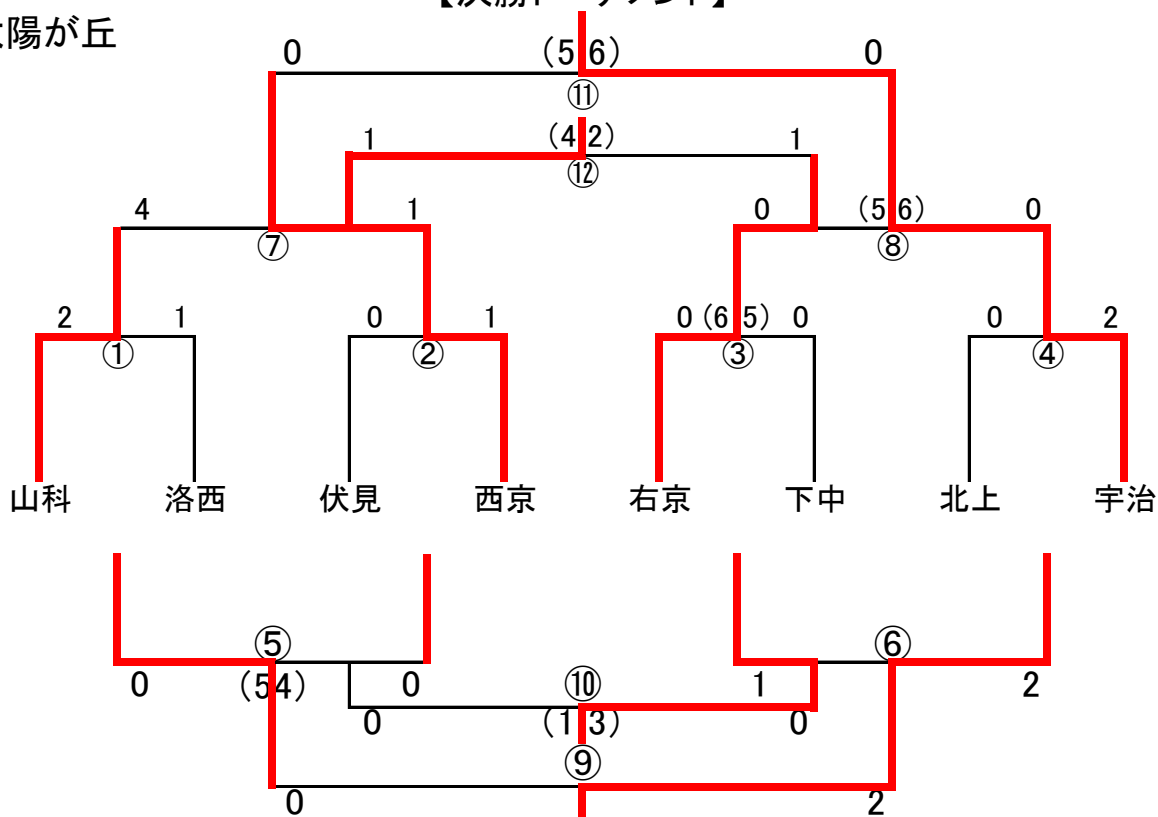 陽が丘
0 (5 6) 0
⑪
1 (4 2) 1
⑫
4 1 0 (5 6) 0
⑦ ⑧
2 1 0 1 0 (6 5) 0 0 2
① ② ③ ④
山科 洛西 伏見 西京 右京 下中 北上 宇治
⑤ ⑥
0 (5 4) 0 ⑩ 1 2
0 (1 3) 0
⑨
0 2